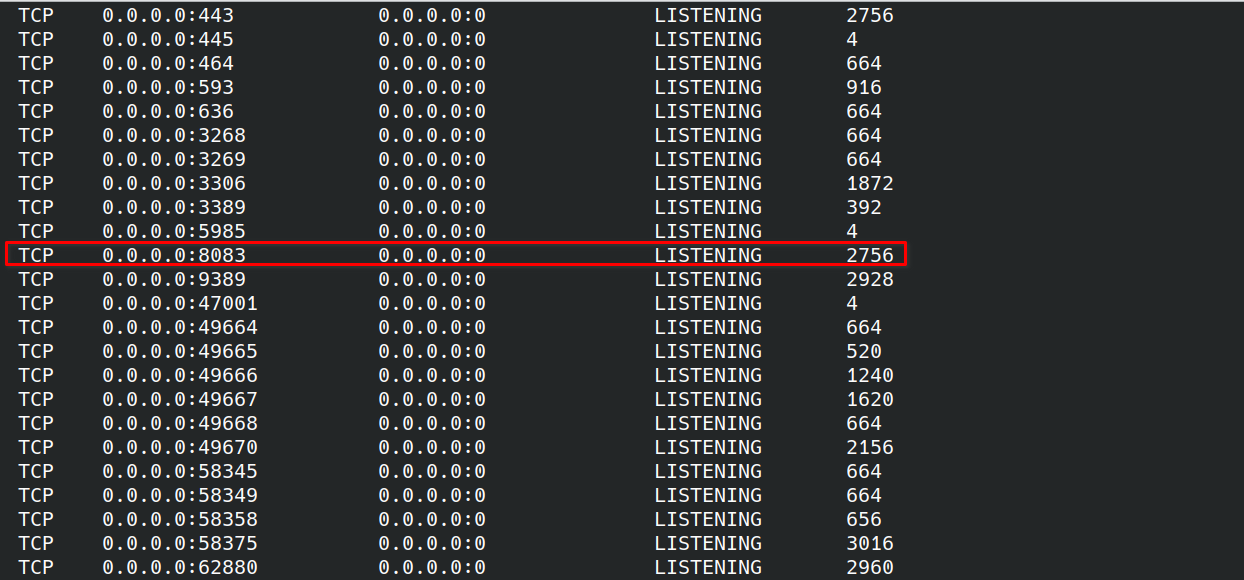 TCP 0.0.0.0:443 0.0.0.0:0 LISTENING 2756
TCP 0.0.0.0:445 0.0.0.0:0 LISTENING 4
TCP 0.0.0.0:464 0.0.0.0:0 LISTENING 664
TCP 0.0.0.0:593 0.0.0.0:0 LISTENING 916
TCP 0.0.0.0:636 0.0.0.0:0 LISTENING 664
TCP 0.0.0.0:3268 0.0.0.0:0 LISTENING 664
TCP 0.0.0.0:3269 0.0.0.0:0 LISTENING 664
TCP 0.0.0.0:3306 0.0.0.0:0 LISTENING 1872
TCP 0.0.0.0:3389 0.0.0.0:0 LISTENING 392
TCP 0.0.0.0:5985 0.0.0.0:0 LISTENING 4
TCP 0.0.0.0:8083 0.0.0.0:0 LISTENING 2756
TCP 0.0.0.0:9389 0.0.0.0:0 LISTENING 2928
TCP 0.0.0.0:47001 0.0.0.0:0 LISTENING 4
TCP 0.0.0.0:49664 0.0.0.0:0 LISTENING 664
TCP 0.0.0.0:49665 0.0.0.0:0 LISTENING 520
TCP 0.0.0.0:49666 0.0.0.0:0 LISTENING 1240
TCP 0.0.0.0:49667 0.0.0.0:0 LISTENING 1620
TCP 0.0.0.0:49668 0.0.0.0:0 LISTENING 664
TCP 0.0.0.0:49670 0.0.0.0:0 LISTENING 2156
TCP 0.0.0.0:58345 0.0.0.0:0 LISTENING 664
TCP 0.0.0.0:58349 0.0.0.0:0 LISTENING 664
TCP 0.0.0.0:58358 0.0.0.0:0 LISTENING 656
TCP 0.0.0.0:58375 0.0.0.0:0 LISTENING 3016
TCP 0.0.0.0:62880 0.0.0.0:0 LISTENING 2960